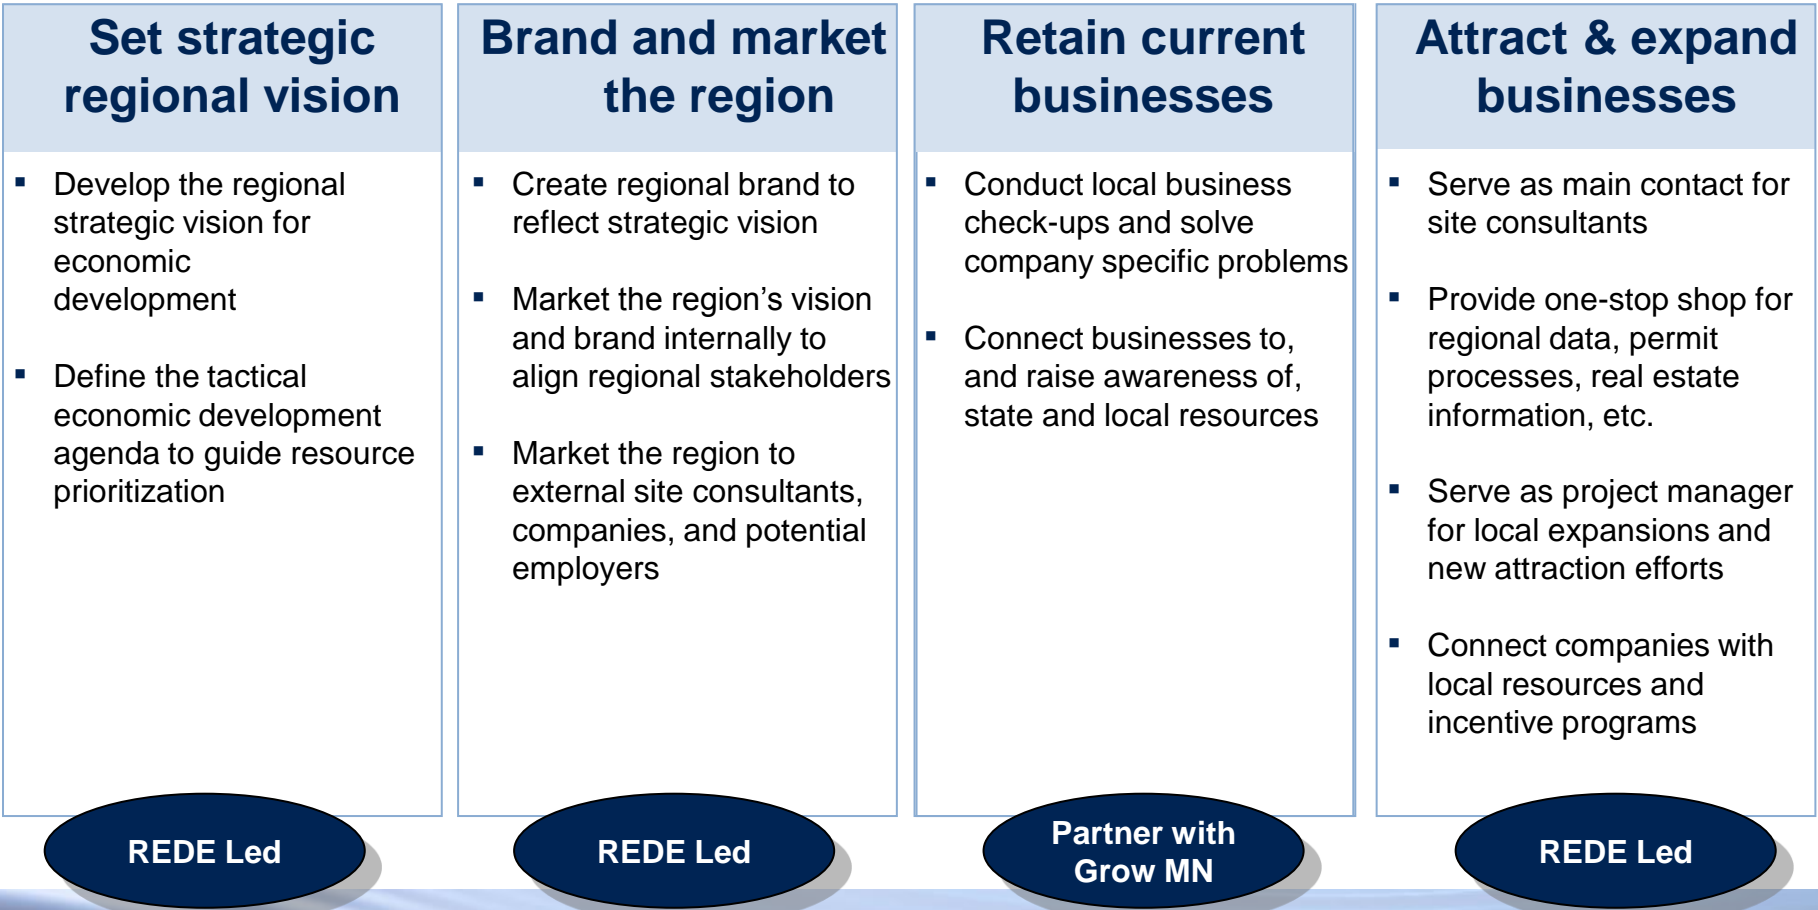 Set strategic
regional vision
▪ Develop the regional
strategic vision for
economic
development
▪ Define the tactical
economic development
agenda to guide resource
prioritization
REDE Led
Brand and market
the region
▪ Create regional brand to
reflect strategic vision
▪ Market the region’s vision
and brand internally to
align regional stakeholders
▪ Market the region to
external site consultants,
companies, and potential
employers
REDE Led
Retain current
businesses
▪ Conduct local business
check-ups and solve
company specific problems
▪ Connect businesses to,
and raise awareness of,
state and local resources
Partner with
Grow MN
Attract & expand
businesses
▪ Serve as main contact for
site consultants
▪ Provide one-stop shop for
regional data, permit
processes, real estate
information, etc.
▪ Serve as project manager
for local expansions and
new attraction efforts
▪ Connect companies with
local resources and
incentive programs
REDE Led